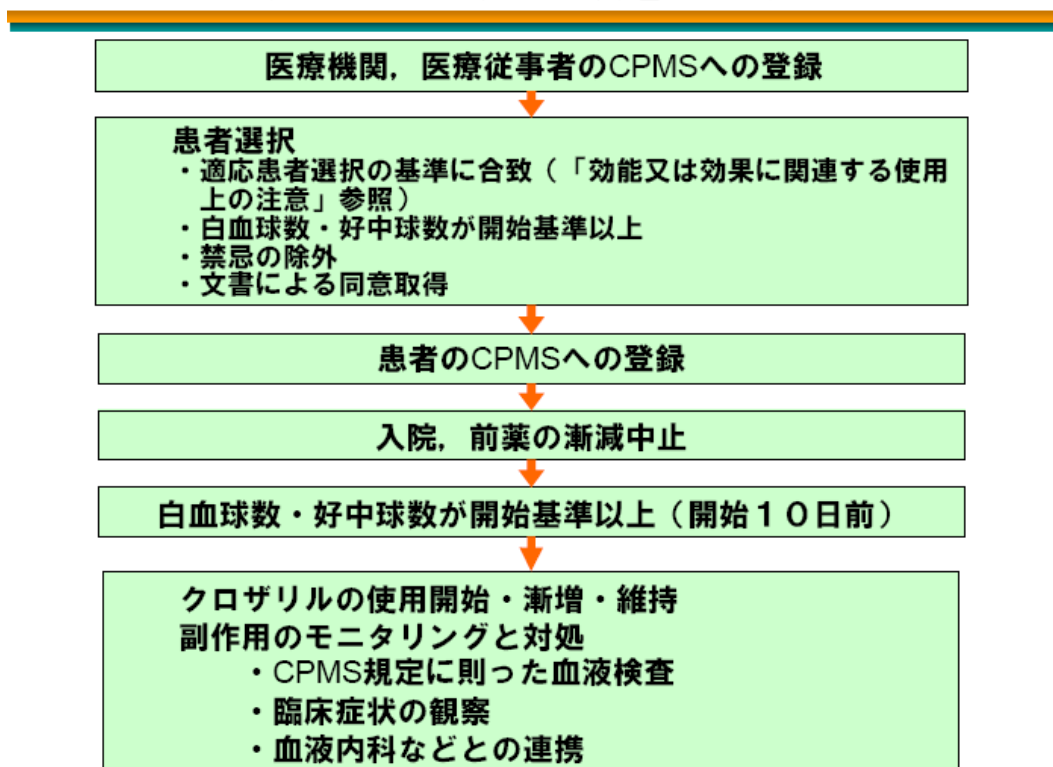 医療機関，医療従事者のCPMSへの登録
患者選択
・適応患者選択の基準に合致（「効能又は効果に関連する使用
上の注意」参照）
・白血球数・好中球数が開始基準以上
・禁忌の除外
・文書による同意取得
患者のCPMSへの登録
入院，前薬の漸減中止
白血球数・好中球数が開始基準以上（開始１０日前）
クロザリルの使用開始・漸増・維持
副作用のモニタリングと対処
・CPMS規定に則った血液検査
・臨床症状の観察
・血液内科などとの連携